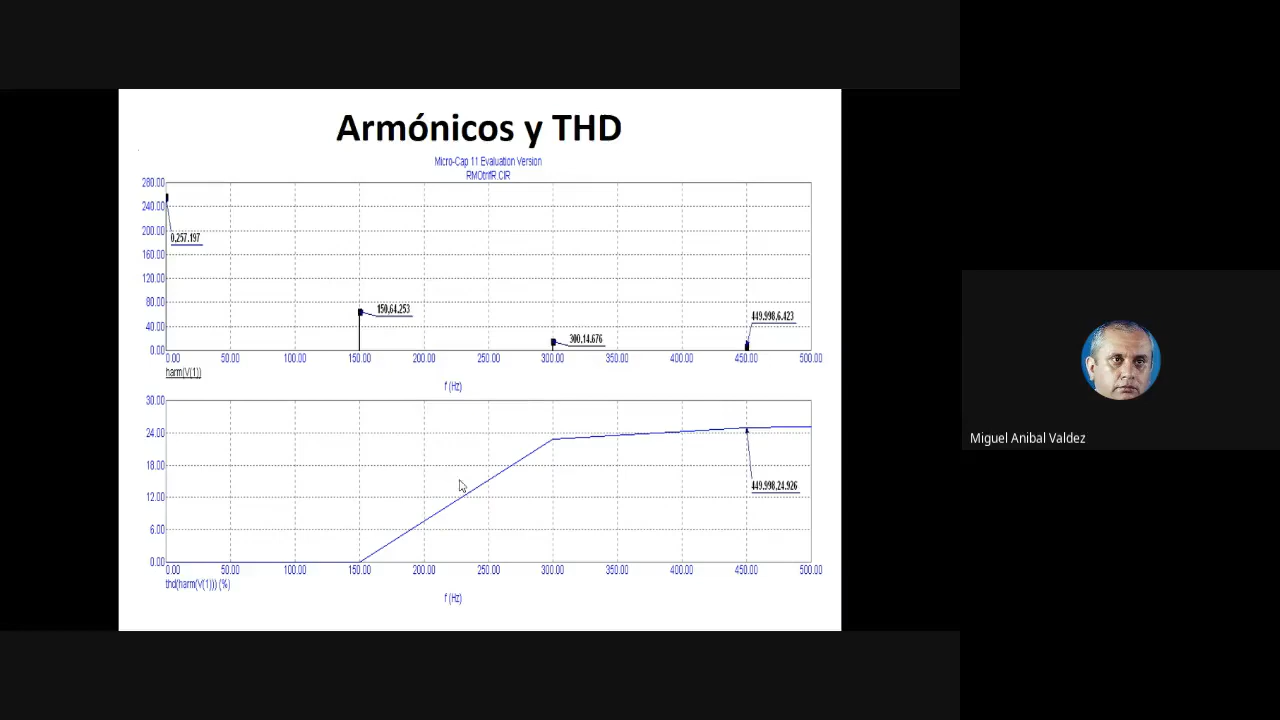 Armónicos y THD
Micro-Cap 11 Evaluation Version
RMOtrifR.CIR
280.00
240.00
200.00
160.00
120.00
80.00
40.00
0.00
0,257.197
150,64.253
300,14.676
449.998,6.423
0.00 50.00 100.00 150.00 200.00 250.00 300.00 350.00 400.00 450.00 500.00
harm(V(1))
f (Hz)
30.00
24.00
18.00
12.00
6.00
0.00
449.998,24.926
0.00 50.00 100.00 150.00 200.00 250.00 300.00 350.00 400.00 450.00 500.00
thd(harm(V(1))) (%)
f (Hz)
Miguel Anibal Valdez